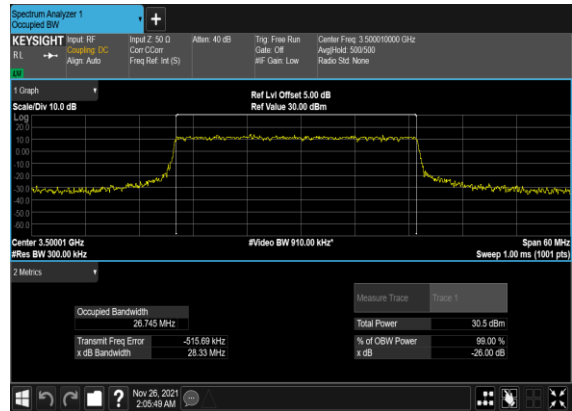 Spectrum Analyzer 1
Occupied BW
KEYSIGHT Input: RF Input Z: 50 Ω Atten: 40 dB Trig: Free Run Center Freq: 3.500010000 GHz
R L Coupling: DC Corr CCorr Gate: Off Avg|Hold: 500/500
Align: Auto Freq Ref: Int (S) #IF Gain: Low Radio Std: None
1 Graph
Ref Lvl Offset 5.00 dB
Scale/Div 10.0 dB Ref Value 30.00 dBm
Log
20.0
10.0
0.00
-10.0
-20.0
-30.0
-40.0
-50.0
-60.0
Center 3.50001 GHz #Video BW 910.00 kHz* Span 60 MHz
#Res BW 300.00 kHz Sweep 1.00 ms (1001 pts)
2 Metrics
Measure Trace Trace 1
Occupied Bandwidth
26.745 MHz Total Power 30.5 dBm
Transmit Freq Error -515.69 kHz % of OBW Power 99.00 %
x dB Bandwidth 28.33 MHz x dB -26.00 dB
Nov 26, 2021
2:05:49 AM